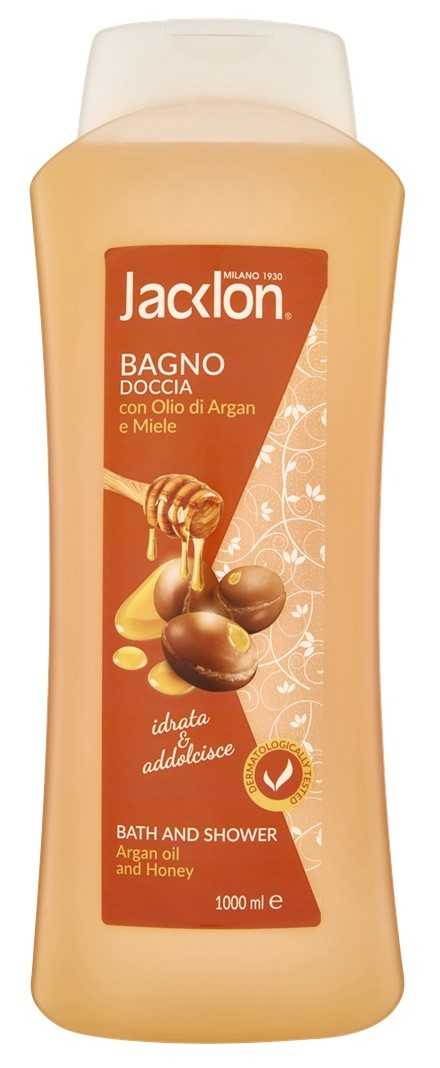 MILANO 1930
Jacklon®
BAGNO
DOCCIA
con Olio di Argan
e Miele
idrata
&
addolcisce
DERMATOLOGICALLY TESTED
BATH AND SHOWER
Argan oil
and Honey
1000 ml e